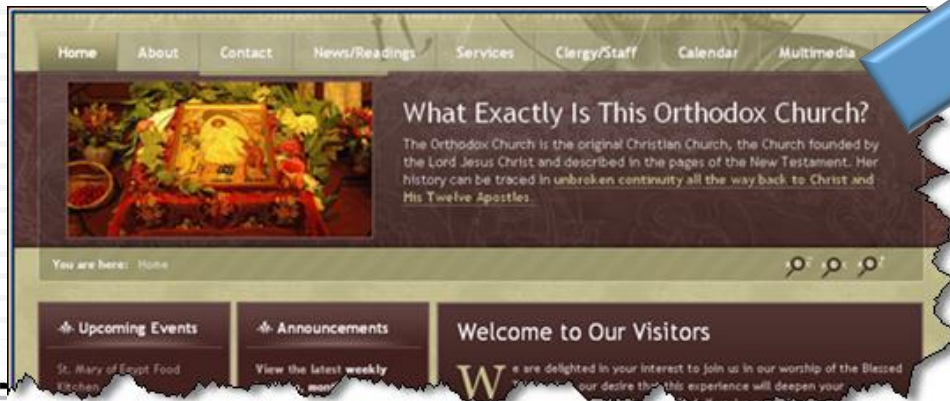 Home About Contact News/Readings Services Clergy/Staff Calendar Multimedia
What Exactly Is This Orthodox Church?
The Orthodox Church is the original Christian Church, the Church founded by
the Lord Jesus Christ and described in the pages of the New Testament. Her
history can be traced in unbroken continuity all the way back to Christ and
His Twelve Apostles.
You are here: Home
Upcoming Events
St. Mary of Egypt Food
Kitchen
Announcements
View the latest weekly
Welcome to Our Visitors
We are delighted in your interest to join us in our worship of the Blessed
our desire that this experience will deepen your